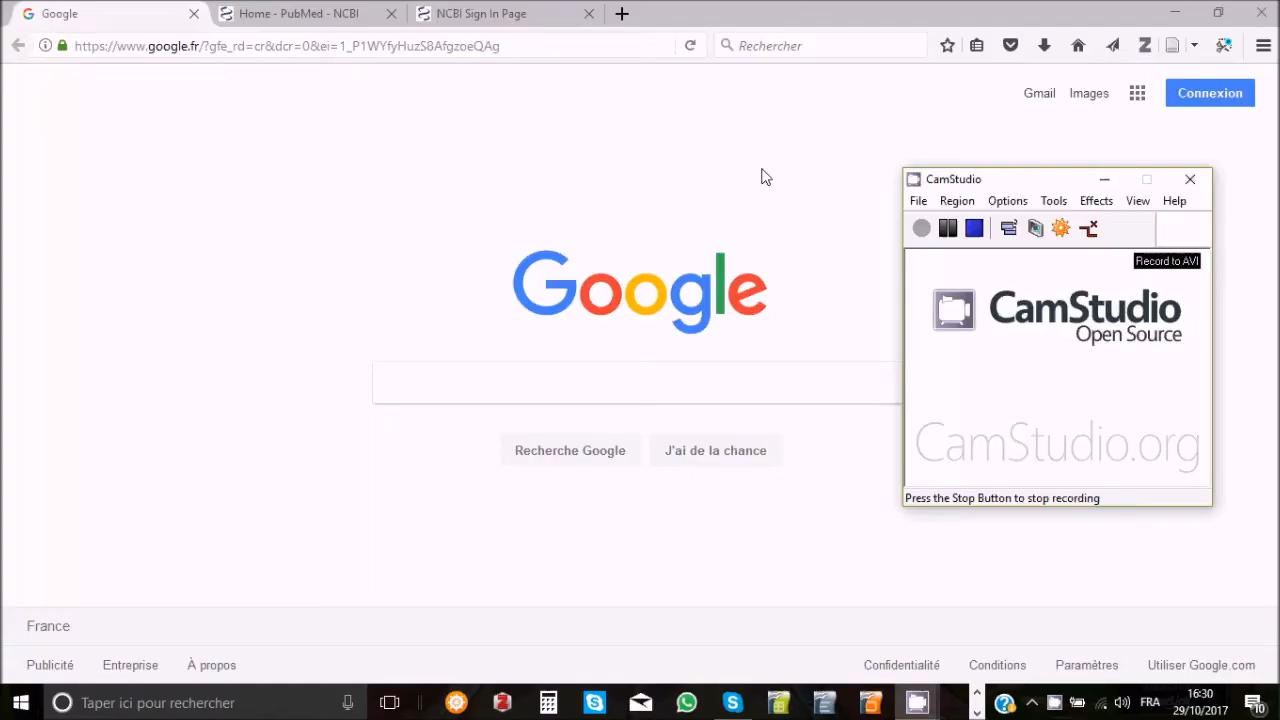 Google
Home - PubMed - NCBI
NCBI Sign In Page
https://www.google.fr/?gfe_rd=cr&dcr=0&ei=1_P1WYfyHuzS8AfgzoeQAg
Rechercher
Gmail
Images
Connexion
CamStudio
File
Region
Options
Tools
Effects
View
Help
Record to AVI
CamStudio
Open Source
Google
Recherche Google
J'ai de la chance
CamStudio.org
Press the Stop Button to stop recording
France
Publicité
Entreprise
À propos
Confidentialité
Conditions
Paramètres
Utiliser Google.com
Taper ici pour rechercher
FRA
16:30
29/10/2017
10